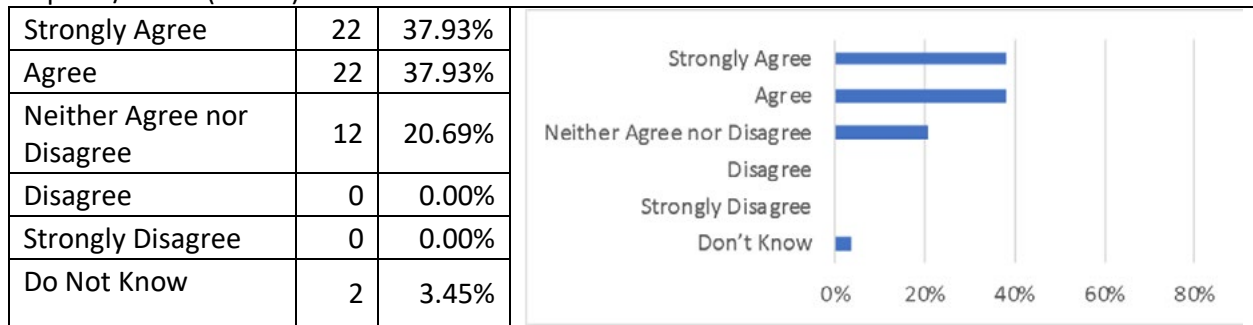 Strongly Agree 22 37.93%
Agree 22 37.93%
Neither Agree nor
Disagree 12 20.69%
Disagree 0 0.00%
Strongly Disagree 0 0.00%
Do Not Know 2 3.45%
Strongly Agree
Agree
Neither Agree nor Disagree
Disagree
Strongly Disagree
Don't Know
0% 20% 40% 60% 80%